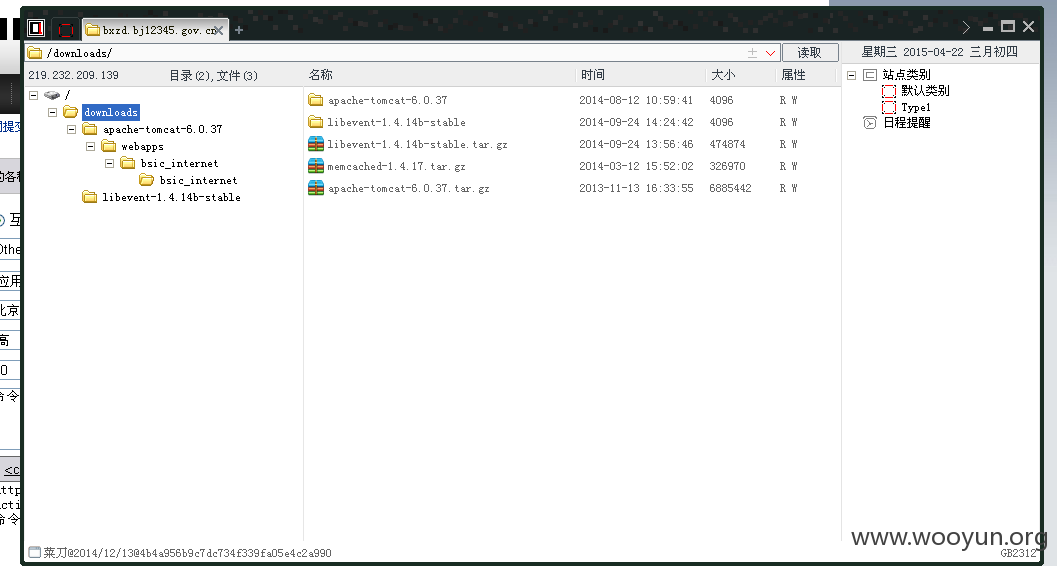 bxzd.bj12345.gov.cn
/downloads/
读取
星期三 2015-04-22 三月初四
219.232.209.139
目录(2),文件(3)
名称
时间
大小
属性
/
downloads
apache-tomcat-6.0.37
webapps
bsic_internet
bsic_internet
libevent-1.4.14b-stable
apache-tomcat-6.0.37 2014-08-12 10:59:41 4096 R W
libevent-1.4.14b-stable 2014-09-24 14:24:42 4096 R W
libevent-1.4.14b-stable.tar.gz 2014-09-24 13:56:46 474874 R W
memcached-1.4.17.tar.gz 2014-03-12 15:52:02 326970 R W
apache-tomcat-6.0.37.tar.gz 2013-11-13 16:33:55 6885442 R W
站点类别
默认类别
Type1
日程提醒
的各
互
Othe
应用
北京
高
0
命令
<c
ttp
acti
命令
菜刀@2014/12/13@4b4a956b9c7dc734f339fa05e4c2a990
www.wooyun.org
GB2312